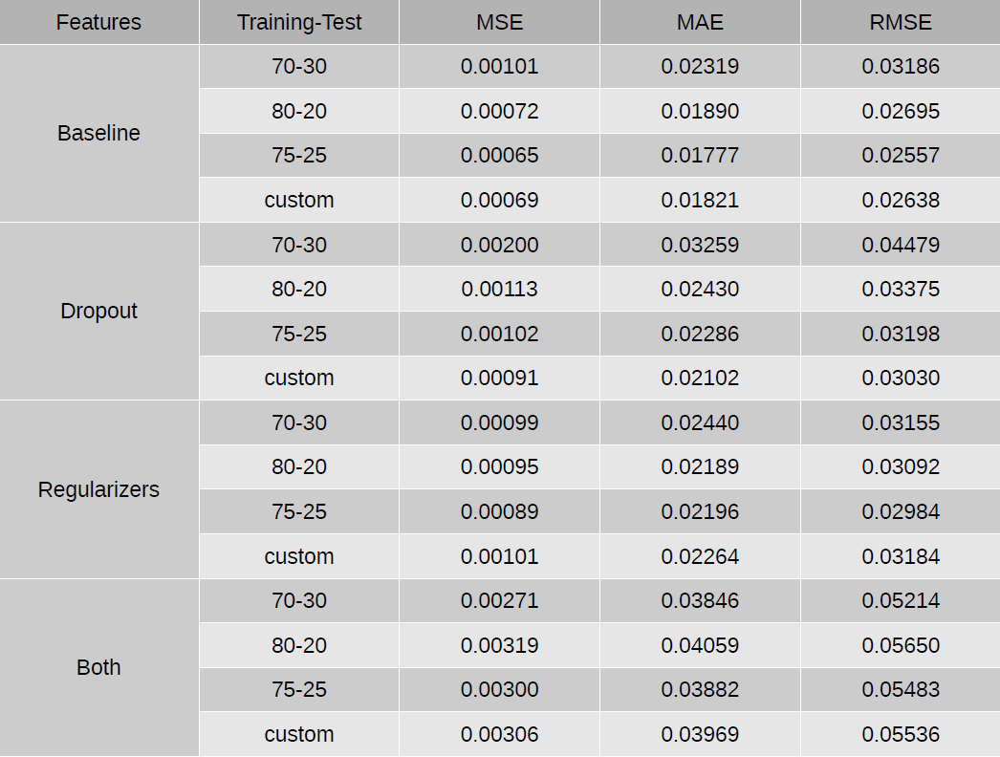 Features Training-Test MSE MAE RMSE
Baseline 70-30 0.00101 0.02319 0.03186
80-20 0.00072 0.01890 0.02695
75-25 0.00065 0.01777 0.02557
custom 0.00069 0.01821 0.02638
Dropout 70-30 0.00200 0.03259 0.04479
80-20 0.00113 0.02430 0.03375
75-25 0.00102 0.02286 0.03198
custom 0.00091 0.02102 0.03030
Regularizers 70-30 0.00099 0.02440 0.03155
80-20 0.00095 0.02189 0.03092
75-25 0.00089 0.02196 0.02984
custom 0.00101 0.02264 0.03184
Both 70-30 0.00271 0.03846 0.05214
80-20 0.00319 0.04059 0.05650
75-25 0.00300 0.03882 0.05483
custom 0.00306 0.03969 0.05536